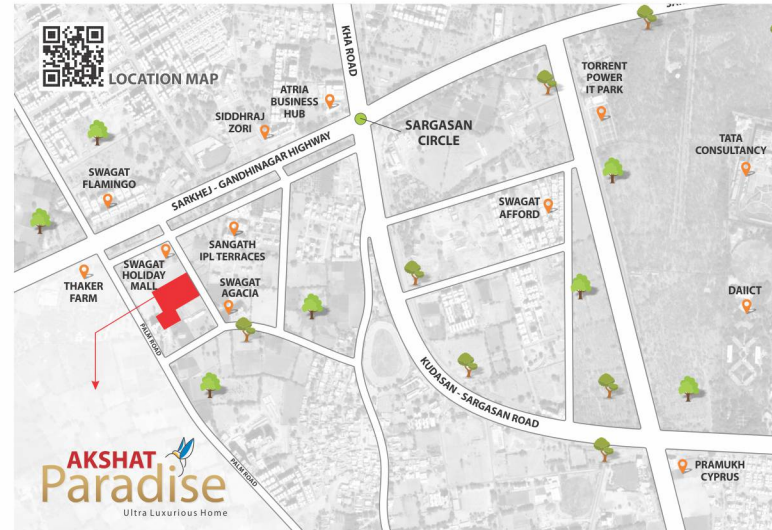 LOCATION MAP
KHA ROAD
TORRENT
POWER
IT PARK
ATRIA
BUSINESS
HUB
SIDDHRAJ
ZORI
SARGASAN
CIRCLE
TATA
CONSULTANCY
SARKHEJ - GANDHINAGAR HIGHWAY
SWAGAT
FLAMINGO
SWAGAT
AFFORD
SANGATH
IPL TERRACES
SWAGAT
HOLIDAY
MALL
THAKER
FARM
SWAGAT
AGACIA
DAIICT
PALM ROAD
KUDASAN - SARGASAN ROAD
PALM ROAD
PRAMUKH
CYPRUS
AKSHAT
Paradise
Ultra Luxurious Home